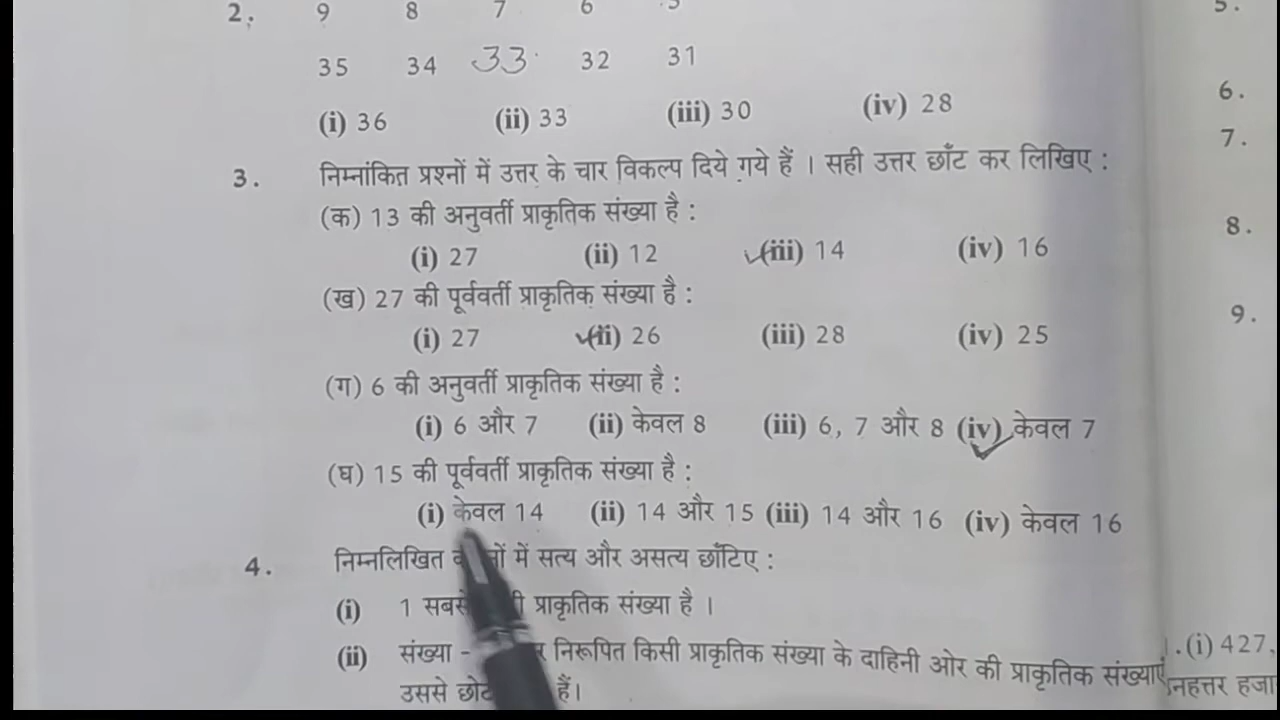 2. 9 8 7 6 5
35 34 33 32 31
(i) 36 (ii) 33 (iii) 30 (iv) 28
3. निम्नांकित प्रश्नों में उत्तर के चार विकल्प दिये गये हैं । सही उत्तर छाँट कर लिखिए :
(क) 13 की अनुवर्ती प्राकृतिक संख्या है :
(i) 27 (ii) 12 (iii) 14 (iv) 16
(ख) 27 की पूर्ववर्ती प्राकृतिक संख्या है :
(i) 27 (ii) 26 (iii) 28 (iv) 25
(ग) 6 की अनुवर्ती प्राकृतिक संख्या है :
(i) 6 और 7 (ii) केवल 8 (iii) 6, 7 और 8 (iv) केवल 7
(घ) 15 की पूर्ववर्ती प्राकृतिक संख्या है :
(i) केवल 14 (ii) 14 और 15 (iii) 14 और 16 (iv) केवल 16
4. निम्नलिखित में सत्य और असत्य छाँटिए :
(i) 1 प्राकृतिक संख्या है ।
(ii) संख्या - निरूपित किसी प्राकृतिक संख्या के दाहिनी ओर की प्राकृतिक संख्याएं
उससे हैं।
5.
6.
7.
8.
9.
(i) 427,